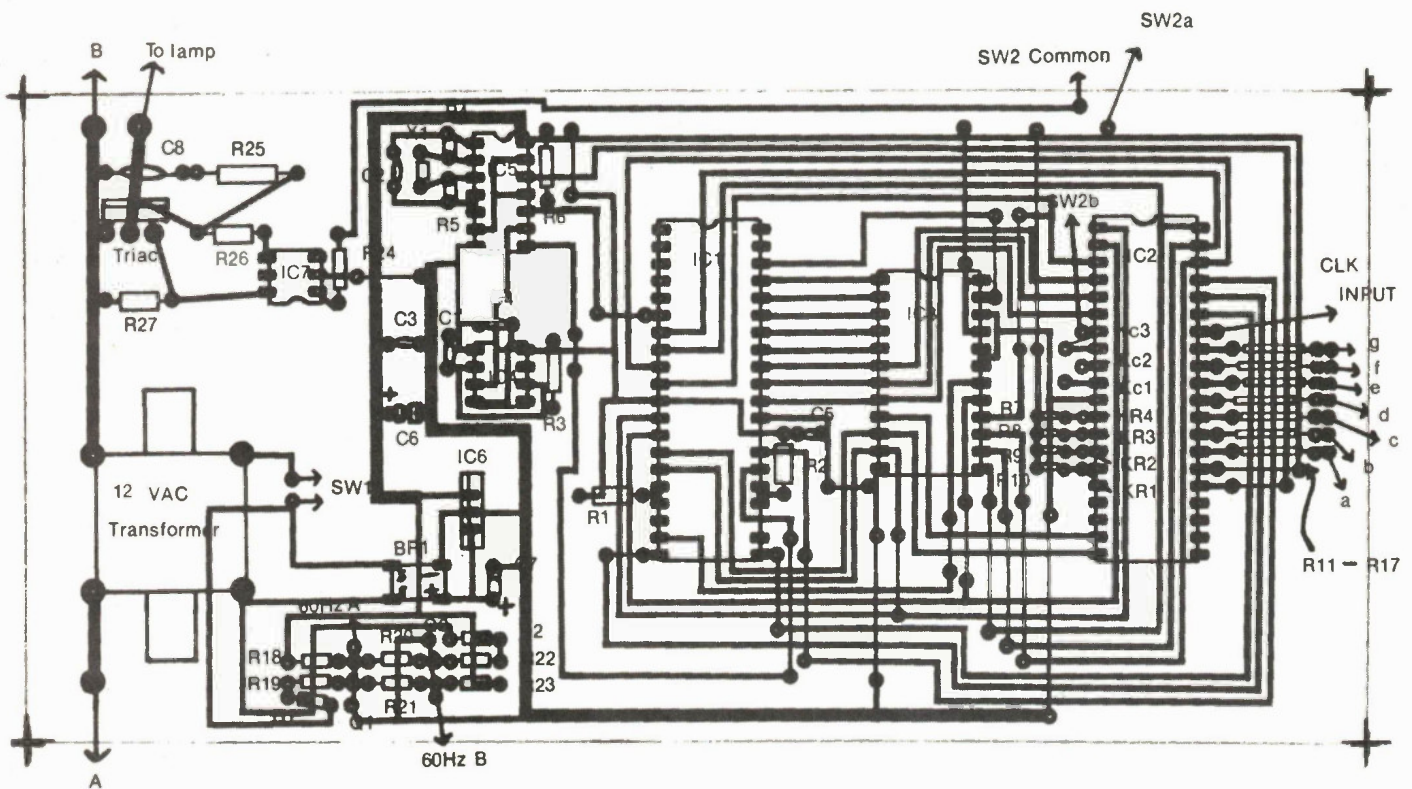 SW2a
B
To lamp
SW2 Common
C8
R25
X1
C5
R5
R6
SW2b
Triac
R26
IC7
R24
IC1
IC2
CLK
INPUT
R27
C3
Kc3
g
Kc2
f
Kc1
e
+
C6
R3
R7
KR4
d
R8
KR3
c
IC6
R2
R9
KR2
b
12 VAC
SW1
R10
KR1
a
R1
Transformer
BR1
R11 - R17
+
60Hz A
R20
R18
R22
R19
R23
R21
Q1
60Hz B
A